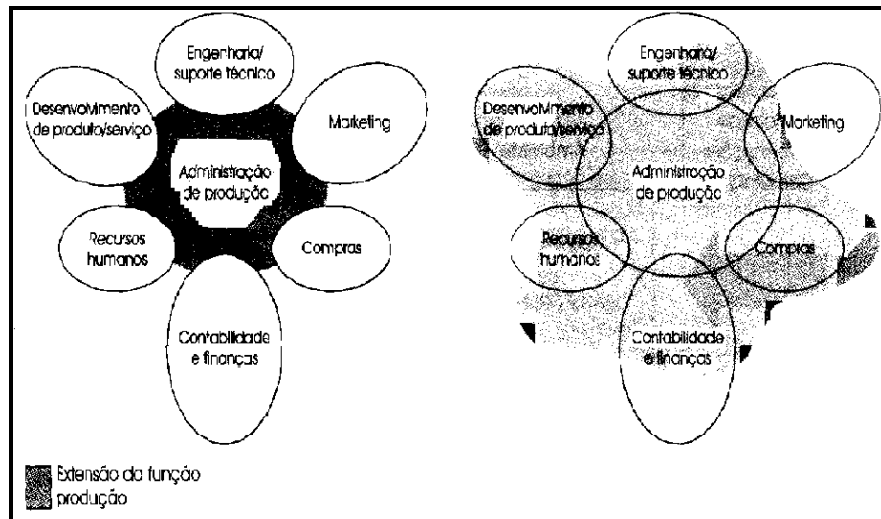 Engenharia/
suporte técnico
Desenvolvimento
de produto/serviço
Marketing
Administração
de produção
Recursos
humanos
Compras
Contabilidade
e finanças
Engenharia/
suporte técnico
Desenvolvimento
de produto/serviço
Marketing
Administração
de produção
Recursos
humanos
Compras
Contabilidade
e finanças
Extensão da função
produção